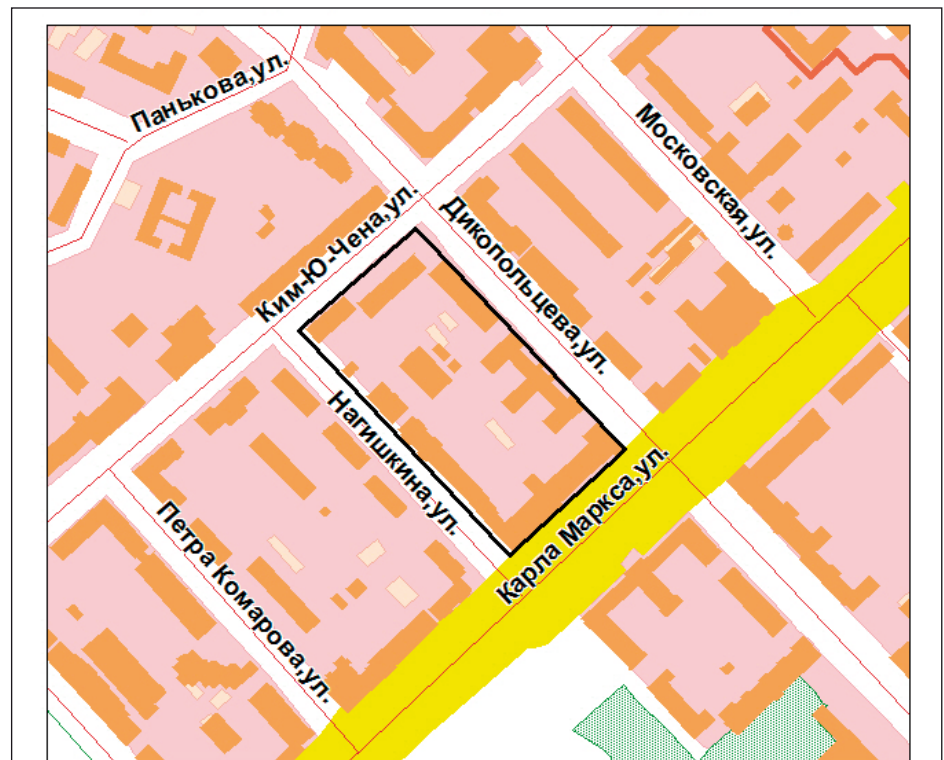 Панькова,ул.
Московская,ул.
Ким-Ю-Чена,ул.
Дикопольцева,ул.
Нагишкина,ул.
Карла Маркса,ул.
Петра Комарова,ул.